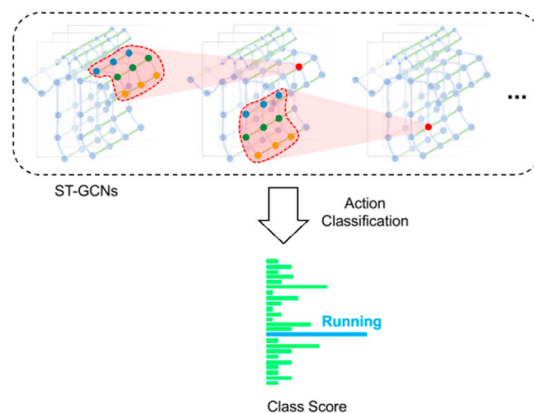 ...
ST-GCNs
Action
Classification
Running
Class Score